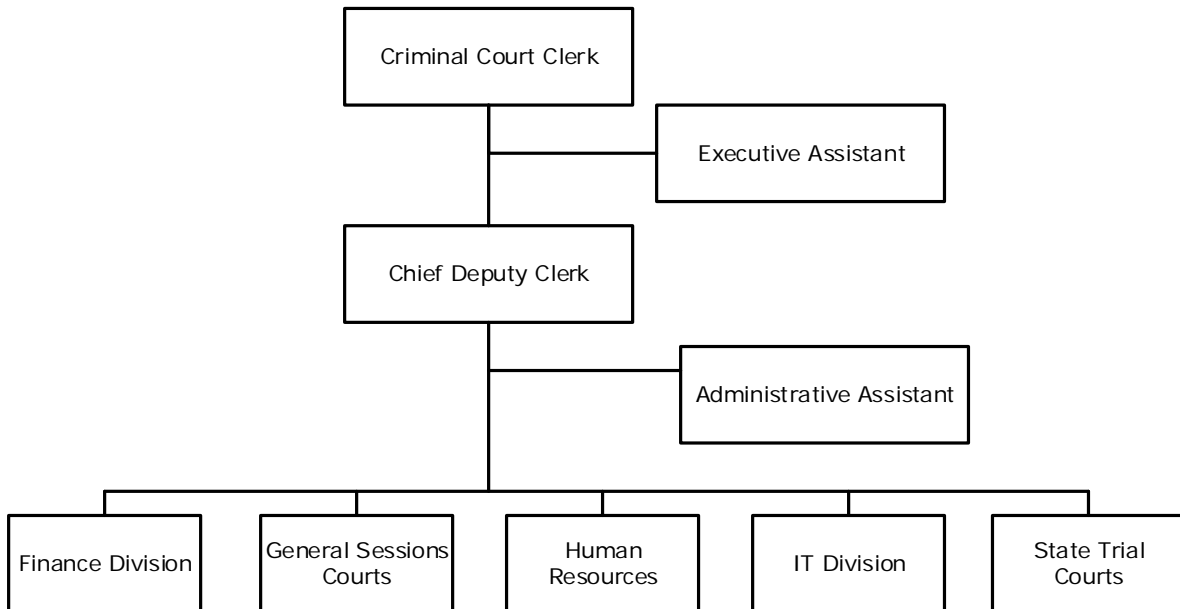 Criminal Court Clerk
Executive Assistant
Chief Deputy Clerk
Administrative Assistant
Finance Division
General Sessions
Courts
Human
Resources
IT Division
State Trial
Courts